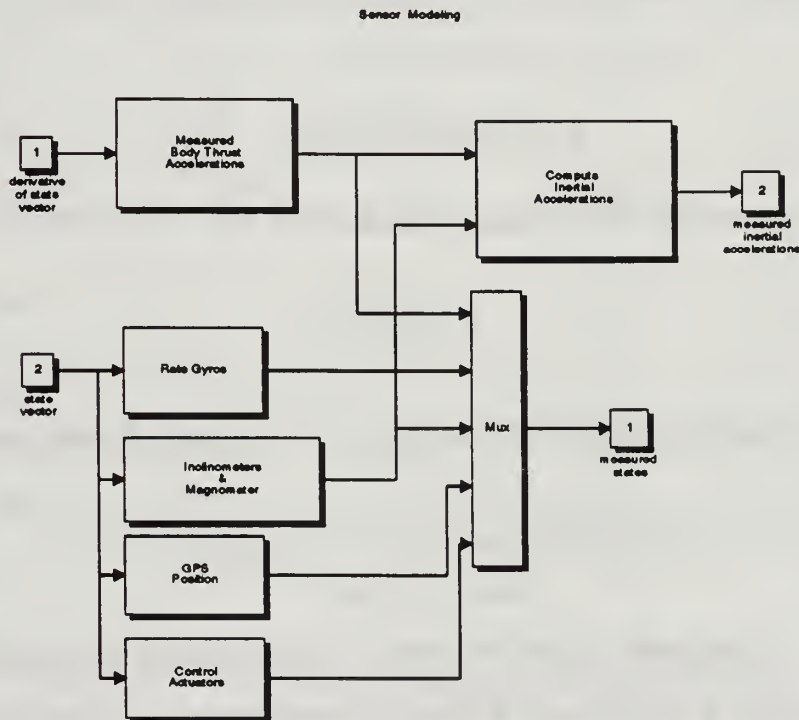 Sensor Modeling
1
derivative
of state
vector
Measured
Body Thrust
Accelerations
Compute
Inertial
Accelerations
2
measured
inertial
accelerations
2
state
vector
Rate Gyros
Inclinometers
&
Magnometer
GPS
Position
Control
Actuators
Mux
1
measured
states